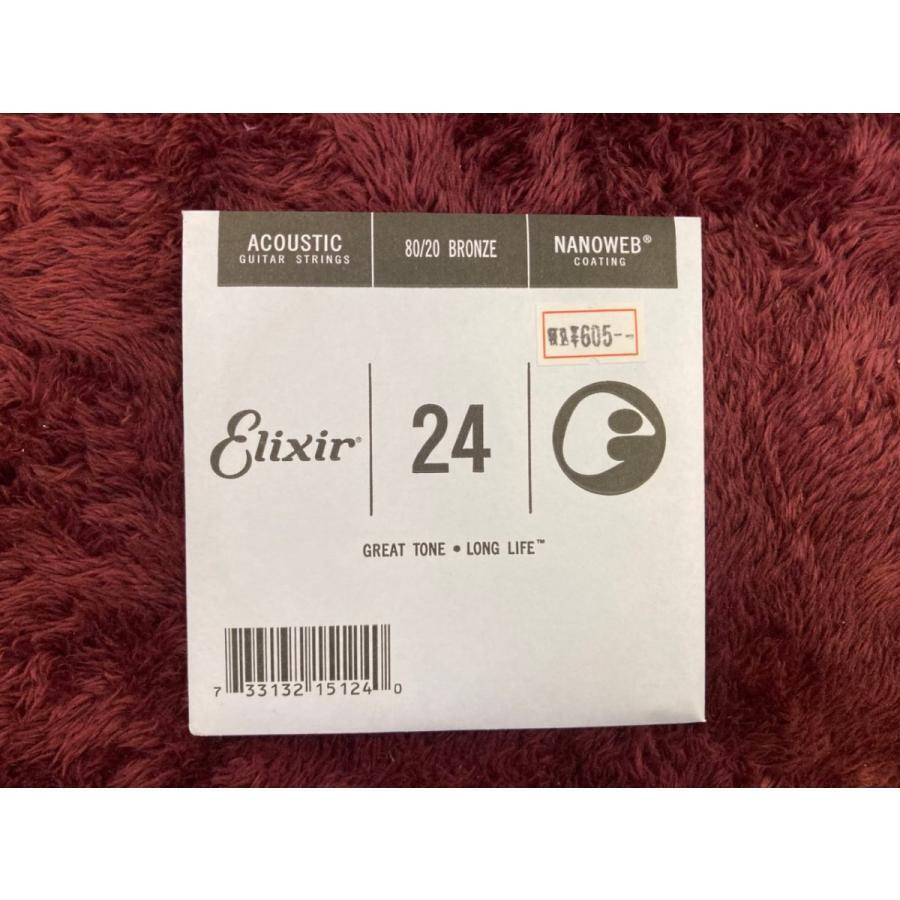 ACOUSTIC
GUITAR STRINGS
80/20 BRONZE
NANOWEB®
COATING
¥605-
Elixir®
24
GREAT TONE • LONG LIFE™
7 33132 15124 0